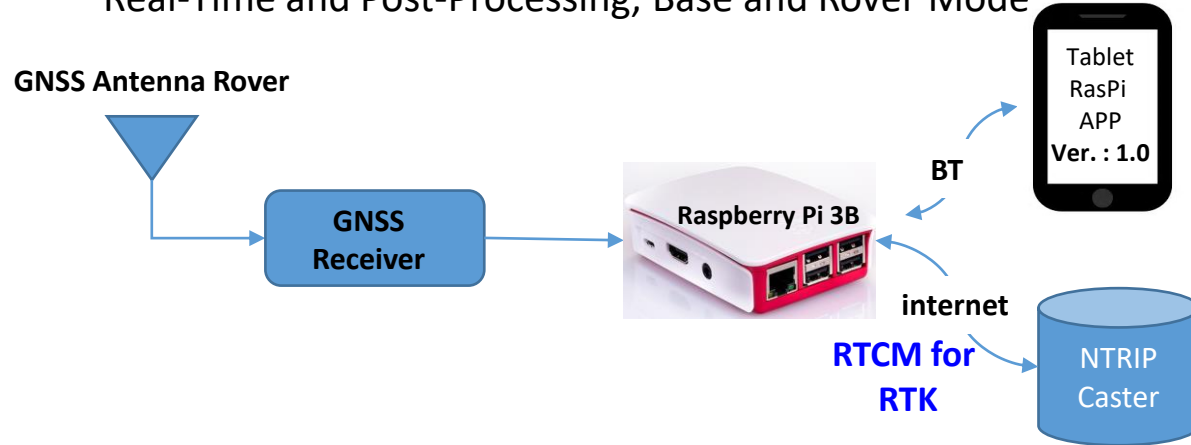 Real-Time and Post-Processing, Base and Rover Mode
GNSS Antenna Rover
GNSS
Receiver
Raspberry Pi 3B
BT
Tablet
RasPi
APP
Ver. : 1.0
internet
RTCM for
RTK
NTRIP
Caster